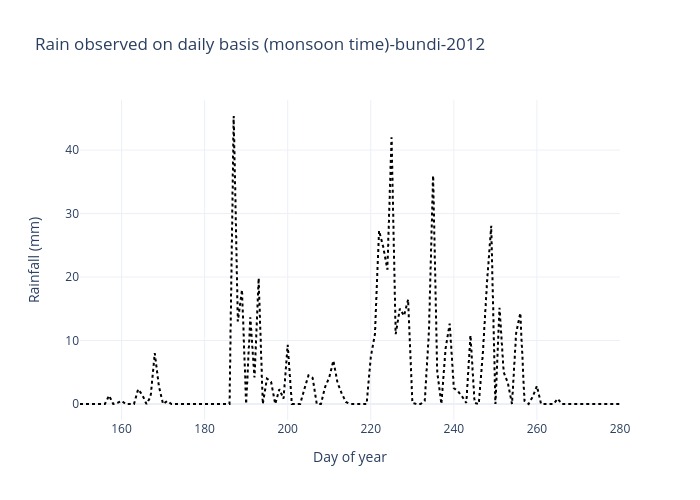 Rain observed on daily basis (monsoon time)-bundi-2012
40
30
20
10
0
Rainfall (mm)
160 180 200 220 240 260 280
Day of year